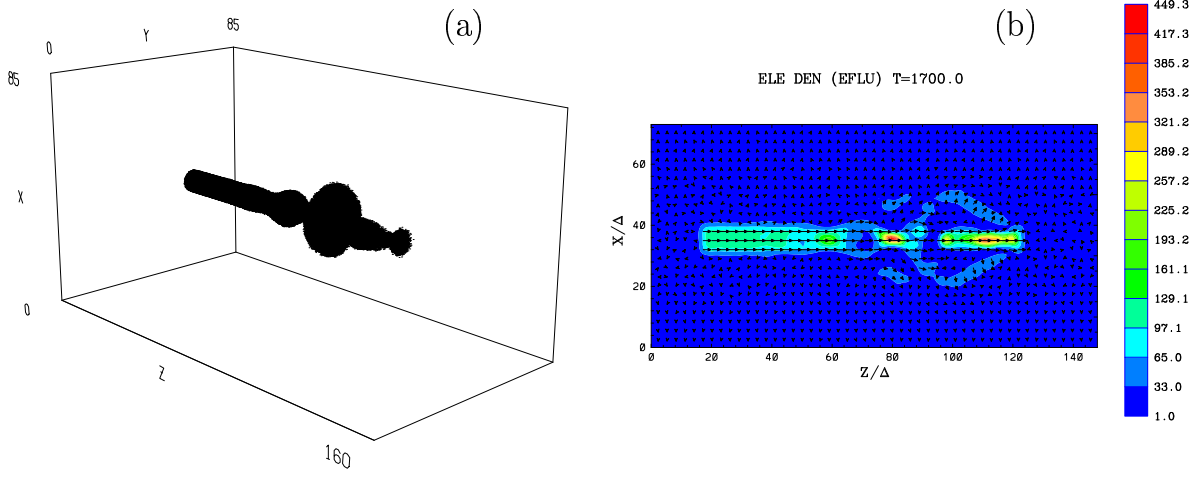 (a)
85
Y
0
85
X
0
Z
160
(b)
ELE DEN (EFLU) T=1700.0
60
40
20
0
X/Δ
0 20 40 60 80 100 120 140
Z/Δ
449.3
417.3
385.2
353.2
321.2
289.2
257.2
225.2
193.2
161.1
129.1
97.1
65.0
33.0
1.0